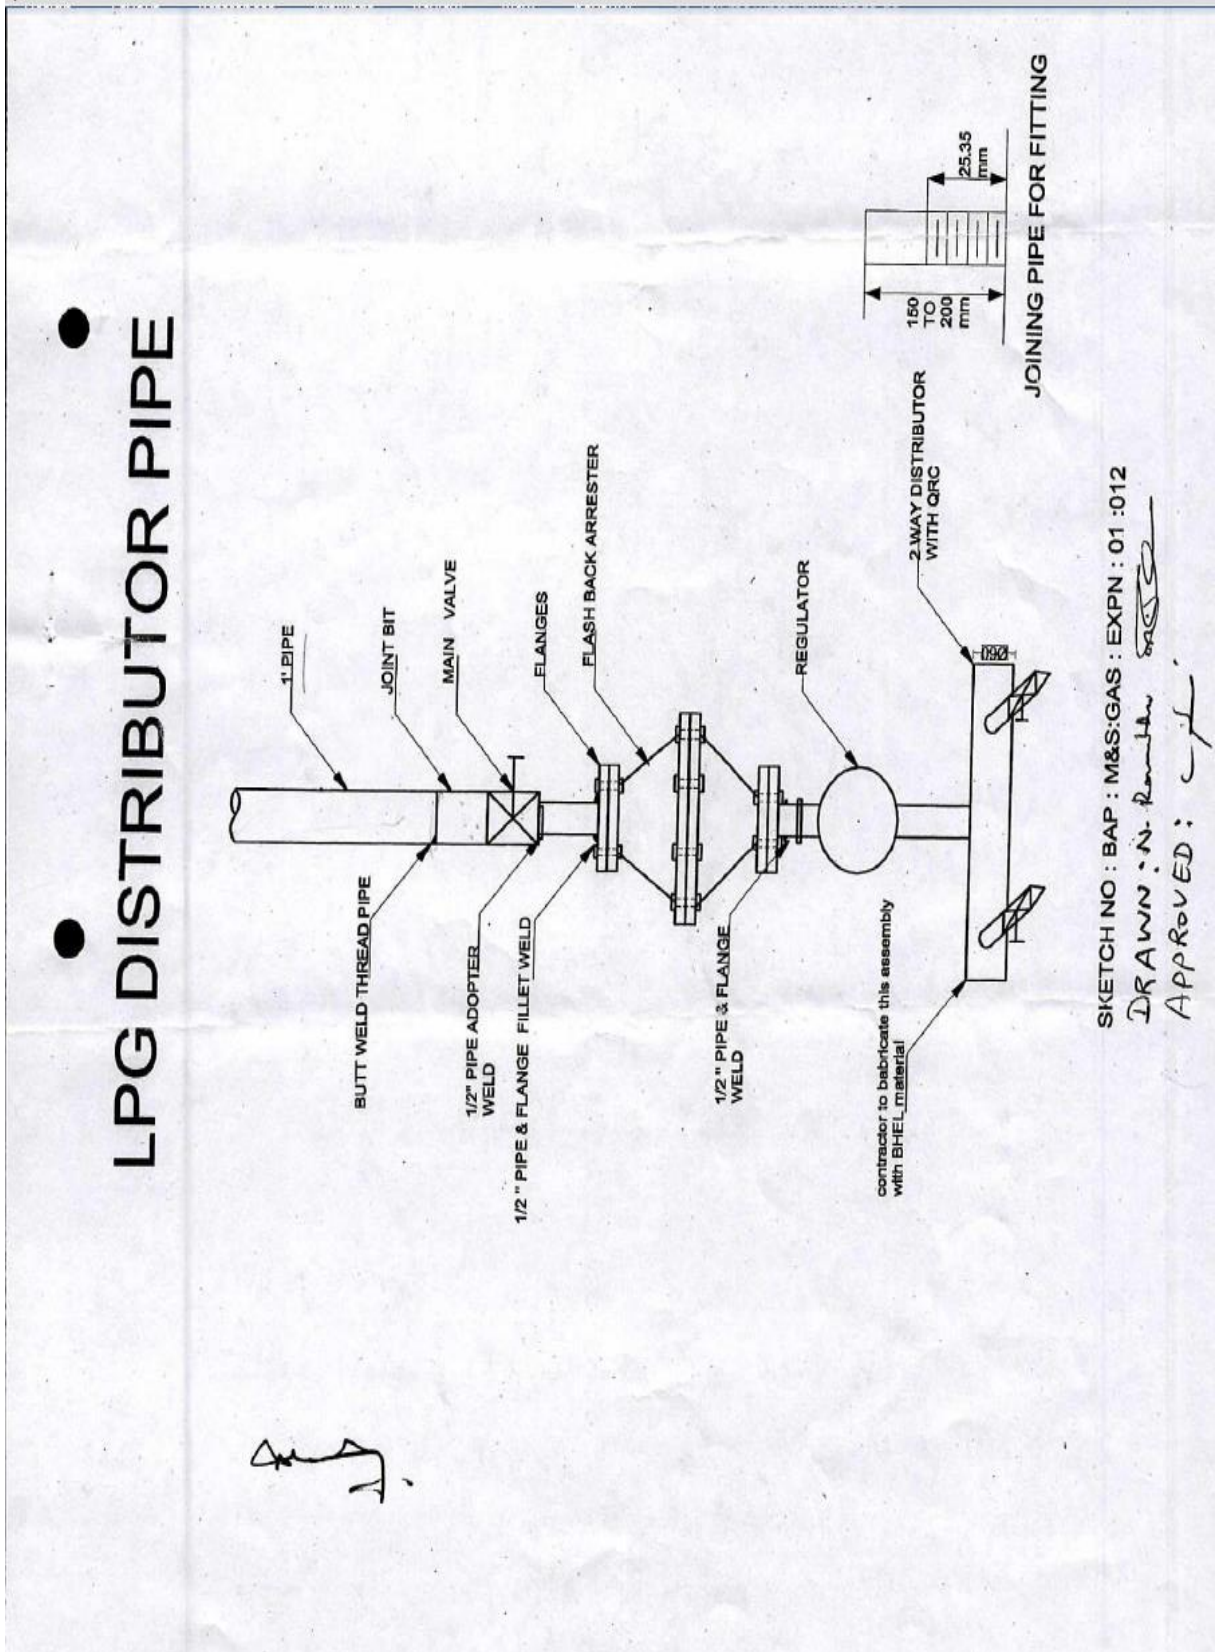 LPG DISTRIBUTOR PIPE
1' PIPE
BUTT WELD THREAD PIPE
JOINT BIT
MAIN VALVE
1/2" PIPE ADOPTER
WELD
1/2 " PIPE & FLANGE FILLET WELD
FLANGES
FLASH BACK ARRESTER
1/2 " PIPE & FLANGE
WELD
REGULATOR
contractor to babricate this assembly
with BHEL material
2 WAY DISTRIBUTOR
WITH QRC
150
TO
200
mm
25.35
mm
JOINING PIPE FOR FITTING
SKETCH NO : BAP : M&S:GAS : EXPN : 01 :012
DRAWN : N.
APPROVED :